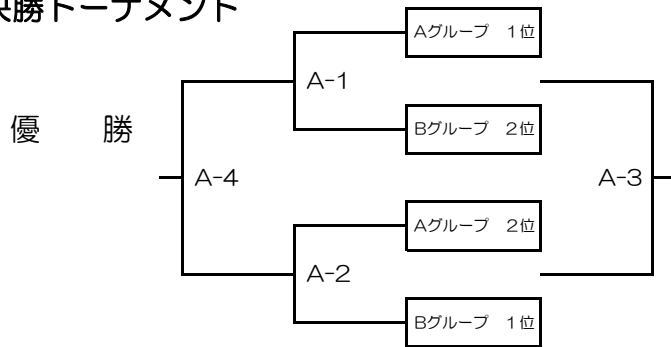 決勝トーナメント
Aグループ　1位
A-1
優　勝
Bグループ　2位
A-4
A-3
Aグループ　2位
A-2
Bグループ　1位